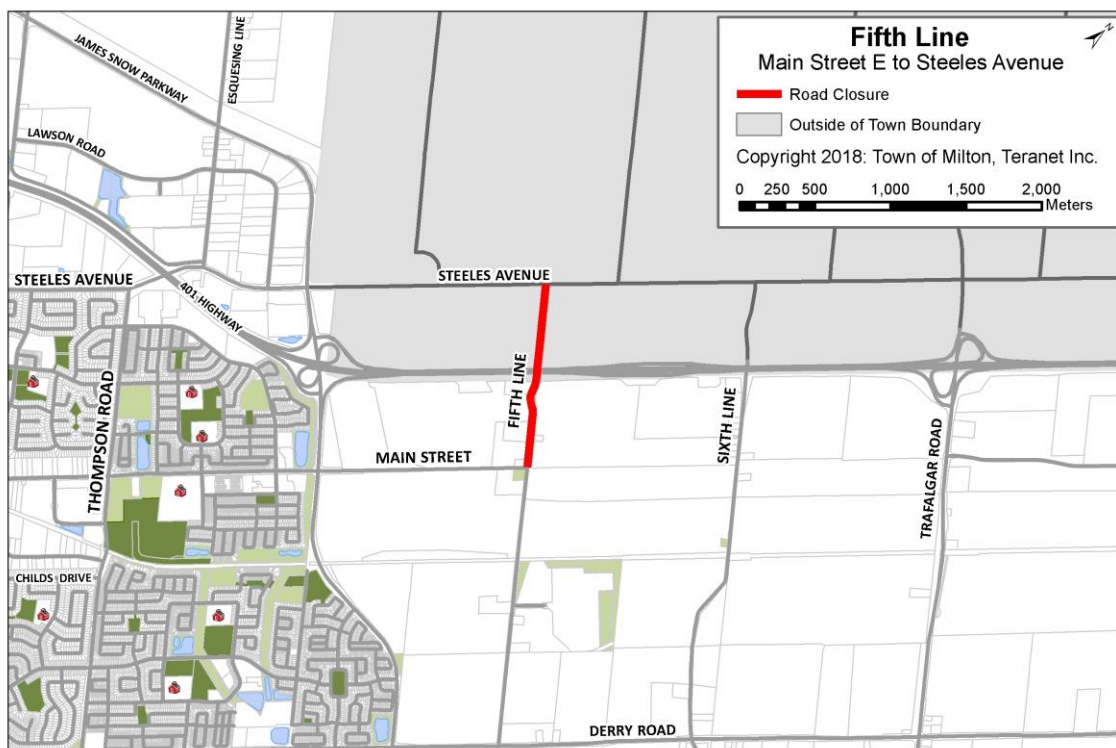 Fifth Line
Main Street E to Steeles Avenue
N
Road Closure
Outside of Town Boundary
Copyright 2018: Town of Milton, Teranet Inc.
0 250 500 1,000 1,500 2,000
Meters
JAMES SNOW PARKWAY
ESQUESING LINE
LAWSON ROAD
STEELES AVENUE
401 HIGHWAY
STEELES AVENUE
THOMPSON ROAD
FIFTH LINE
MAIN STREET
SIXTH LINE
TRAFALGAR ROAD
CHILDS DRIVE
DERRY ROAD